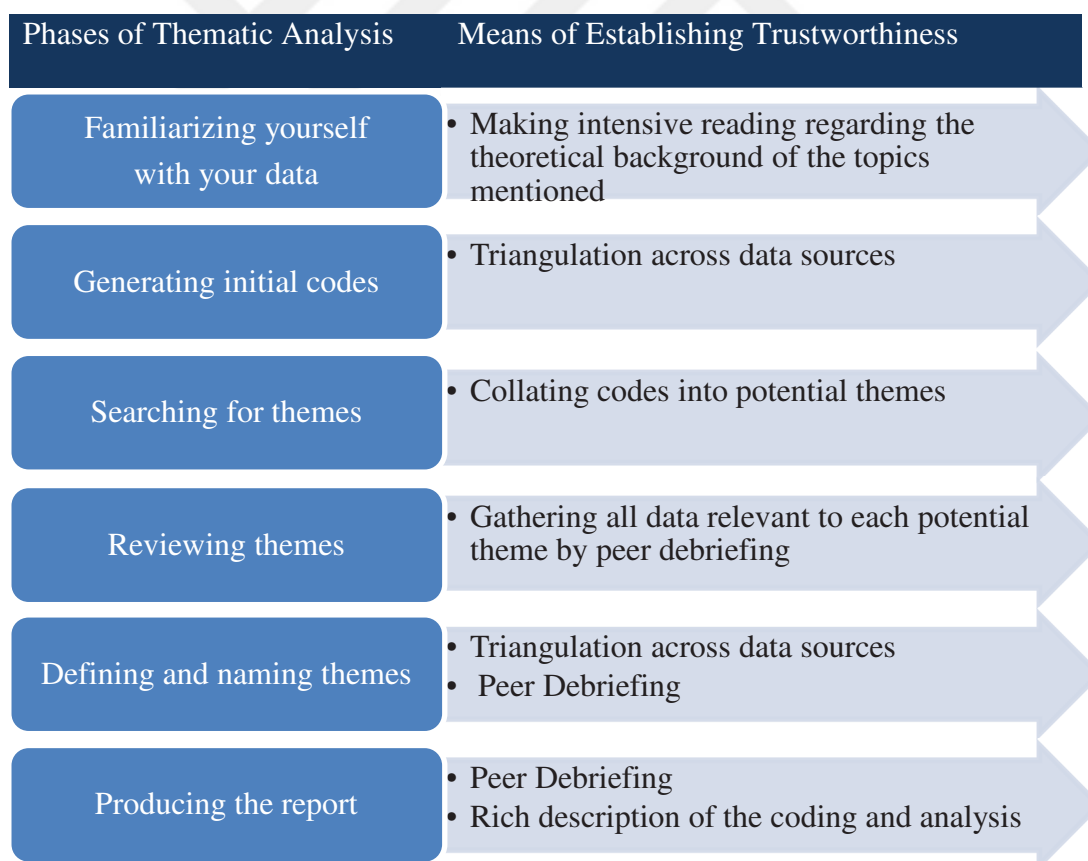 Phases of Thematic Analysis Means of Establishing Trustworthiness
Familiarizing yourself
with your data
• Making intensive reading regarding the
theoretical background of the topics
mentioned
Generating initial codes
• Triangulation across data sources
Searching for themes
• Collating codes into potential themes
Reviewing themes
• Gathering all data relevant to each potential
theme by peer debriefing
Defining and naming themes
• Triangulation across data sources
• Peer Debriefing
Producing the report
• Peer Debriefing
• Rich description of the coding and analysis